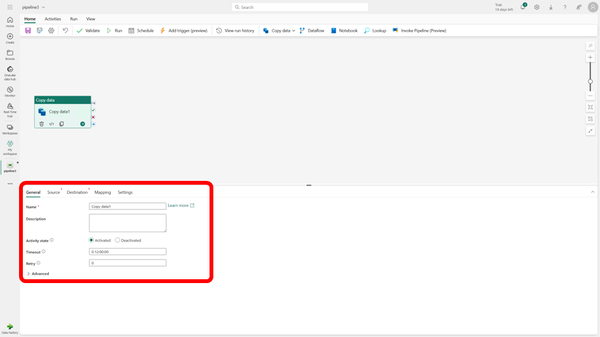 pipeline1
Search
Trial:
14 days left
Home
Activities
Run
View
Validate
Run
Schedule
Add trigger (preview)
View run history
Copy data
Dataflow
Notebook
Lookup
Invoke Pipeline (Preview)
Home
Create
Browse
OneLake data hub
Monitor
Real-Time hub
Workspaces
My workspace
pipeline1
Data Factory
Copy data
Copy data1
General
Source
Destination
Mapping
Settings
Name *
Copy data1
Learn more
Description
Activity state
Activated
Deactivated
Timeout
0.12:00:00
Retry
0
Advanced